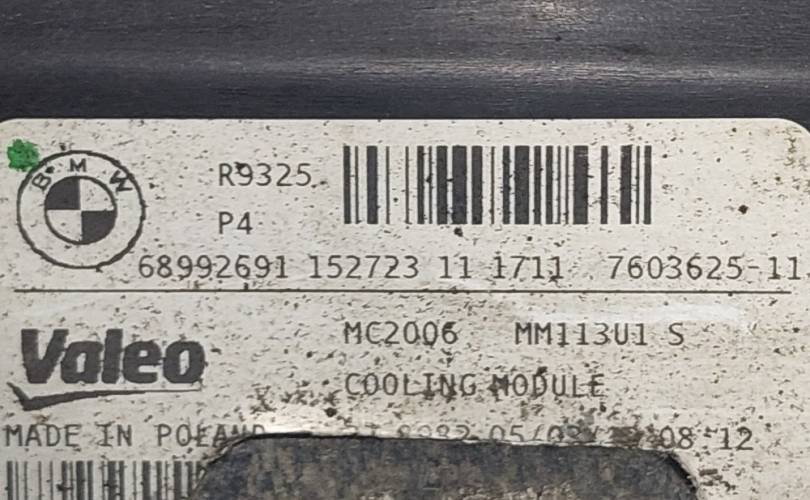 BMW
R9325
P4
68992691 152723 11 1711 7603625-11
Valeo
MC2006 MM113U1 S
COOLING MODULE
MADE IN POLAND 08 12